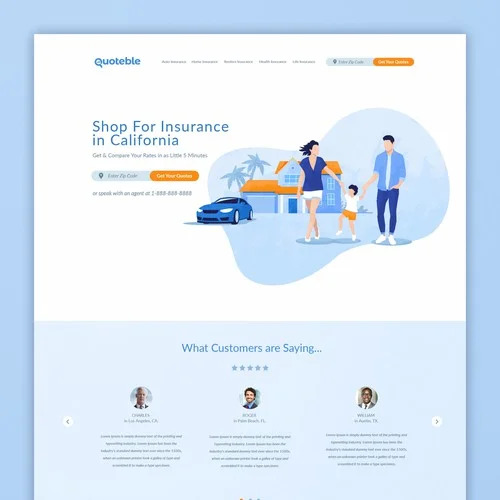 Quoteble
Auto Insurance Home Insurance Renters Insurance Health Insurance Life Insurance
Enter Zip Code
Get Your Quotes
Shop For Insurance
in California
Get & Compare Your Rates in as Little 5 Minutes
Enter Zip Code
Get Your Quotes
or speak with an agent at 1-888-888-8888
What Customers are Saying...
CHARLES
in Los Angeles, CA
ROGER
in Palm Beach, FL
WILLIAM
in Austin, TX
Lorem Ipsum is simply dummy text of the printing and
typesetting industry. Lorem Ipsum has been the
industry's standard dummy text ever since the 1500s,
when an unknown printer took a galley of type and
scrambled it to make a type specimen.
Lorem Ipsum is simply dummy text of the printing and
typesetting industry. Lorem Ipsum has been the
industry's standard dummy text ever since the 1500s,
when an unknown printer took a galley of type and
scrambled it to make a type specimen.
Lorem Ipsum is simply dummy text of the printing and
typesetting industry. Lorem Ipsum has been the
industry's standard dummy text ever since the 1500s,
when an unknown printer took a galley of type and
scrambled it to make a type specimen.